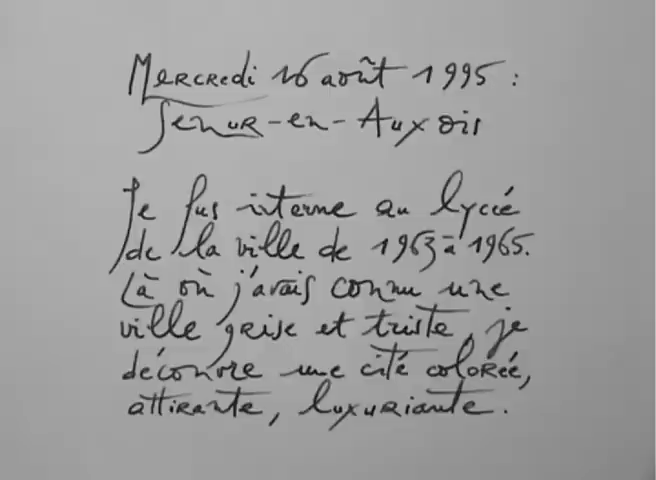 Mercredi 16 août 1995 :
Semur-en-Auxois
Je fus interne au lycée
de la ville de 1963 à 1965.
Là où j'avais connu une
ville grise et triste, je
découvre une cité colorée,
attirante, luxuriante.